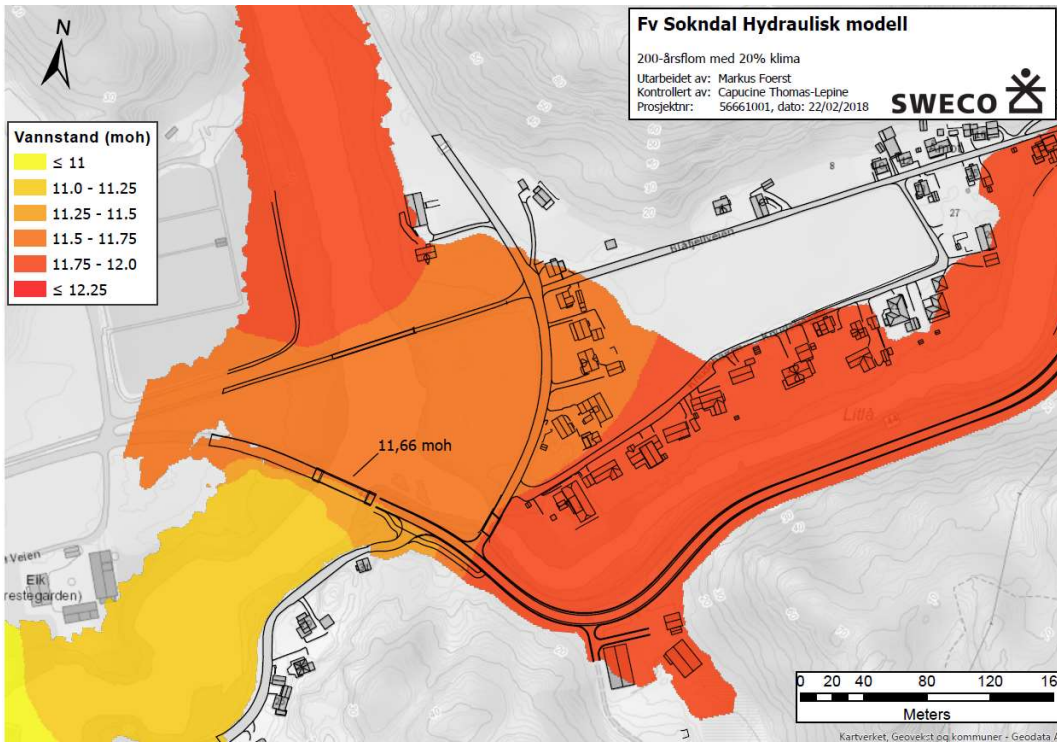 N
Fv Sokndal Hydraulisk modell
200-årsflom med 20% klima
Utarbeidet av: Markus Foerst
Kontrollert av: Capucine Thomas-Lepine
Prosjektnr: 56661001, dato: 22/02/2018
SWECO
Vannstand (moh)
≤ 11
11.0 - 11.25
11.25 - 11.5
11.5 - 11.75
11.75 - 12.0
≤ 12.25
8
27
11,66 moh
Litlå
Veien
Eik
restegarden)
0 20 40 80 120 16
Meters
Kartverket, Geovekst og kommuner - Geodata A